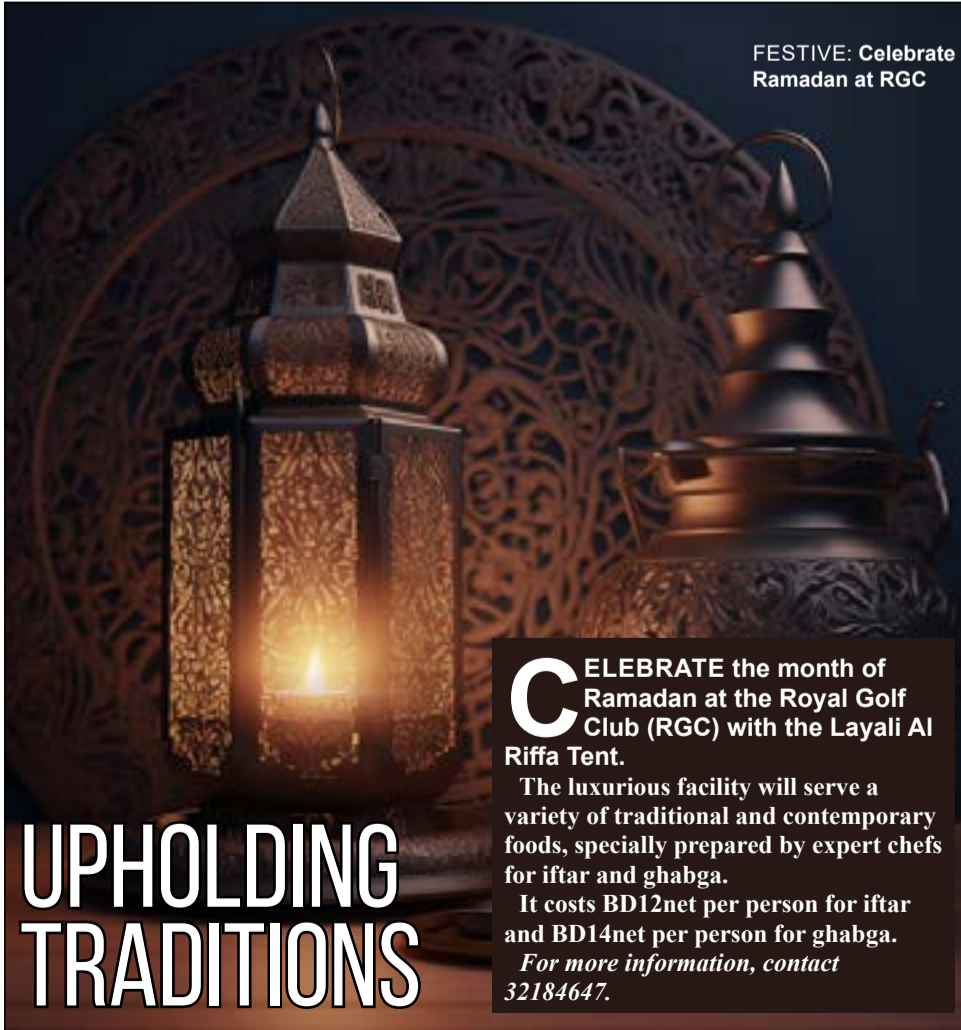 FESTIVE: Celebrate
Ramadan at RGC
UPHOLDING
TRADITIONS
CELEBRATE the month of
Ramadan at the Royal Golf
Club (RGC) with the Layali Al
Riffa Tent.
The luxurious facility will serve a
variety of traditional and contemporary
foods, specially prepared by expert chefs
for iftar and ghabga.
It costs BD12net per person for iftar
and BD14net per person for ghabga.
For more information, contact
32184647.